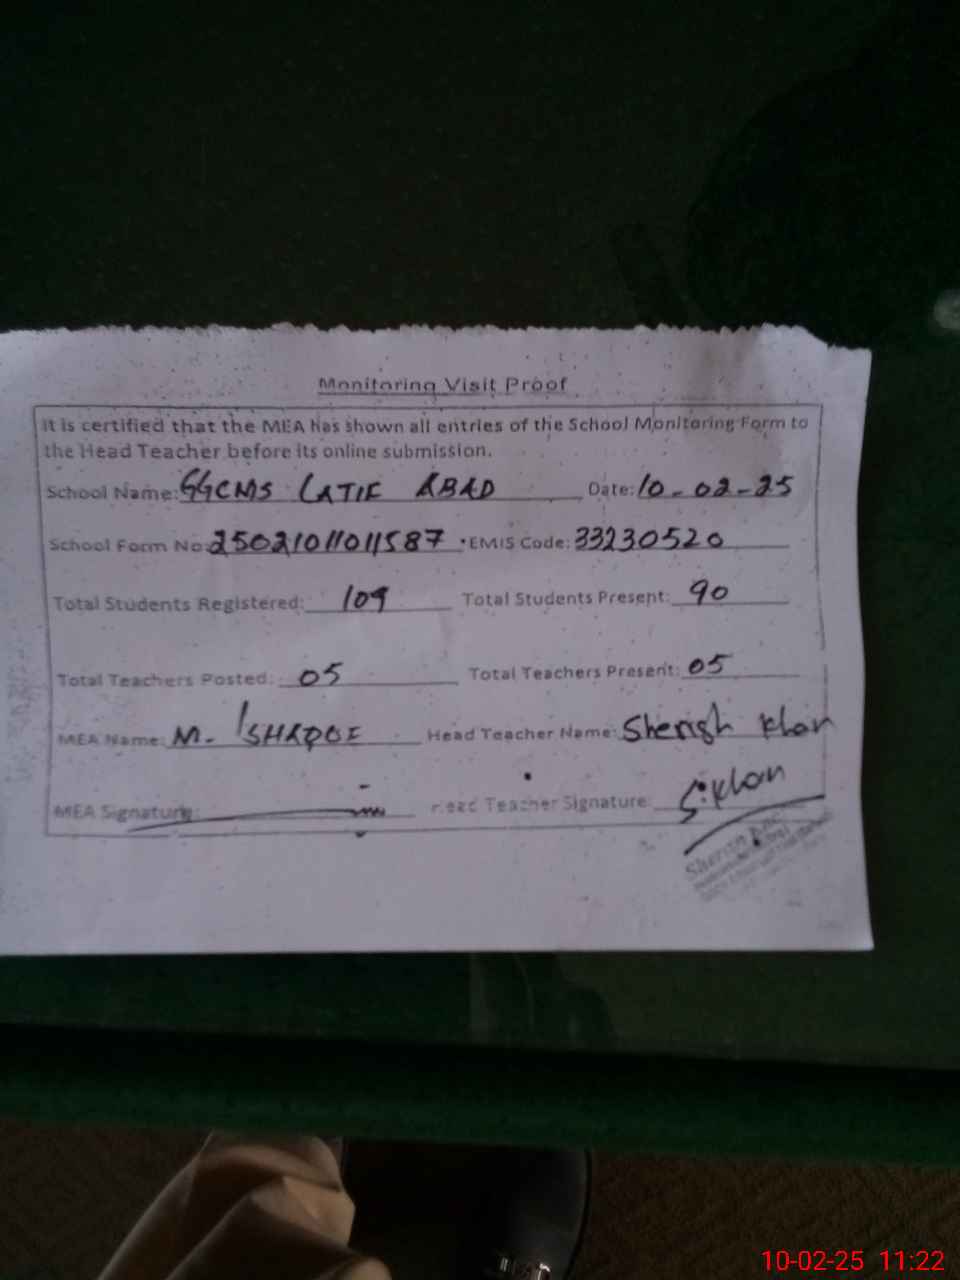 Monitoring Visit Proof
It is certified that the MEA has shown all entries of the School Monitoring Form to
the Head Teacher before its online submission.
School Name: GGCMS LATIF ABAD Date: 10-02-25
School Form No: 2502101101587 EMIS Code: 33230520
Total Students Registered: 109 Total Students Present: 90
Total Teachers Posted: 05 Total Teachers Present: 05
MEA Name: M. ISHAQUE Head Teacher Name: Sherish Khan
MEA Signature: Head Teacher Signature: S.Khan
10-02-25 11:22